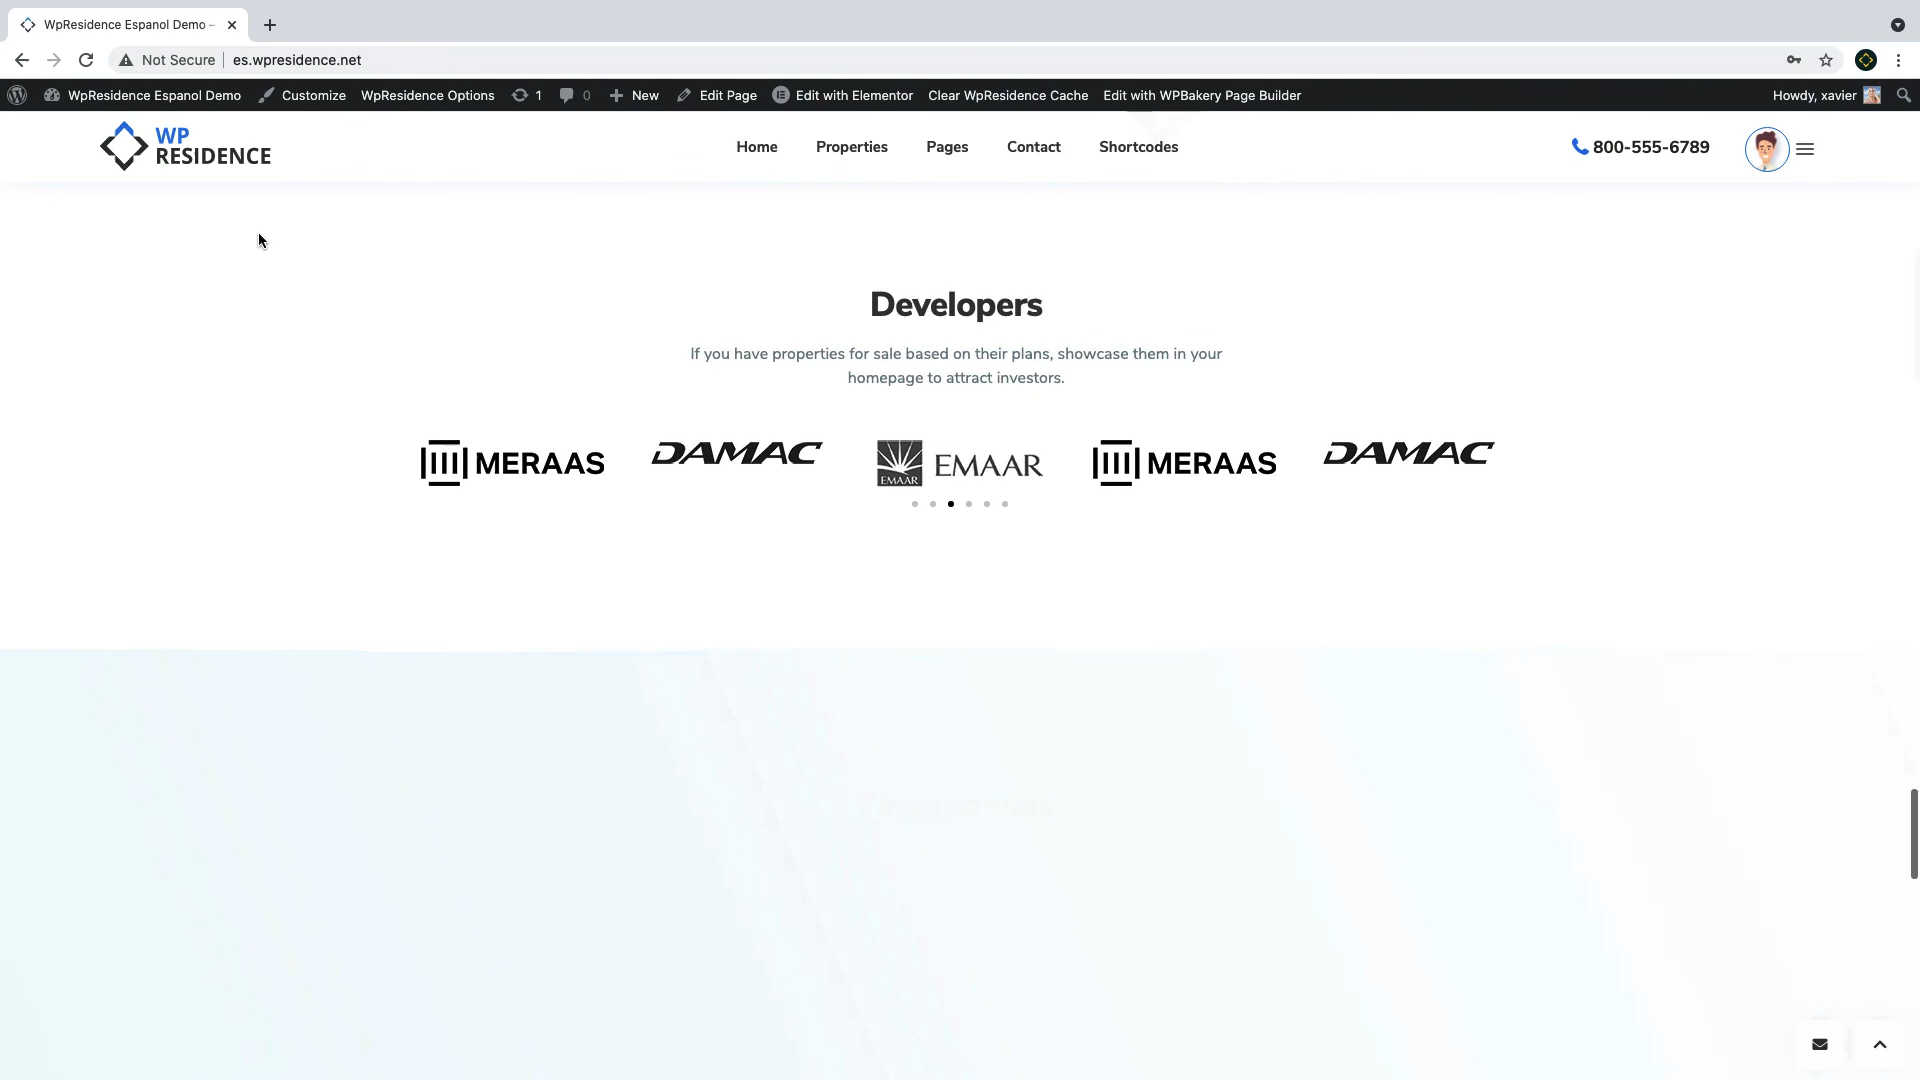 WpResidence Espanol Demo –
Not Secure es.wpresidence.net
WpResidence Espanol Demo Customize WpResidence Options 1 0 New Edit Page Edit with Elementor Clear WpResidence Cache Edit with WPBakery Page Builder Howdy, xavier
WP
RESIDENCE
Home Properties Pages Contact Shortcodes 800-555-6789
Developers
If you have properties for sale based on their plans, showcase them in your
homepage to attract investors.
MERAAS DAMAC EMAAR EMAAR MERAAS DAMAC